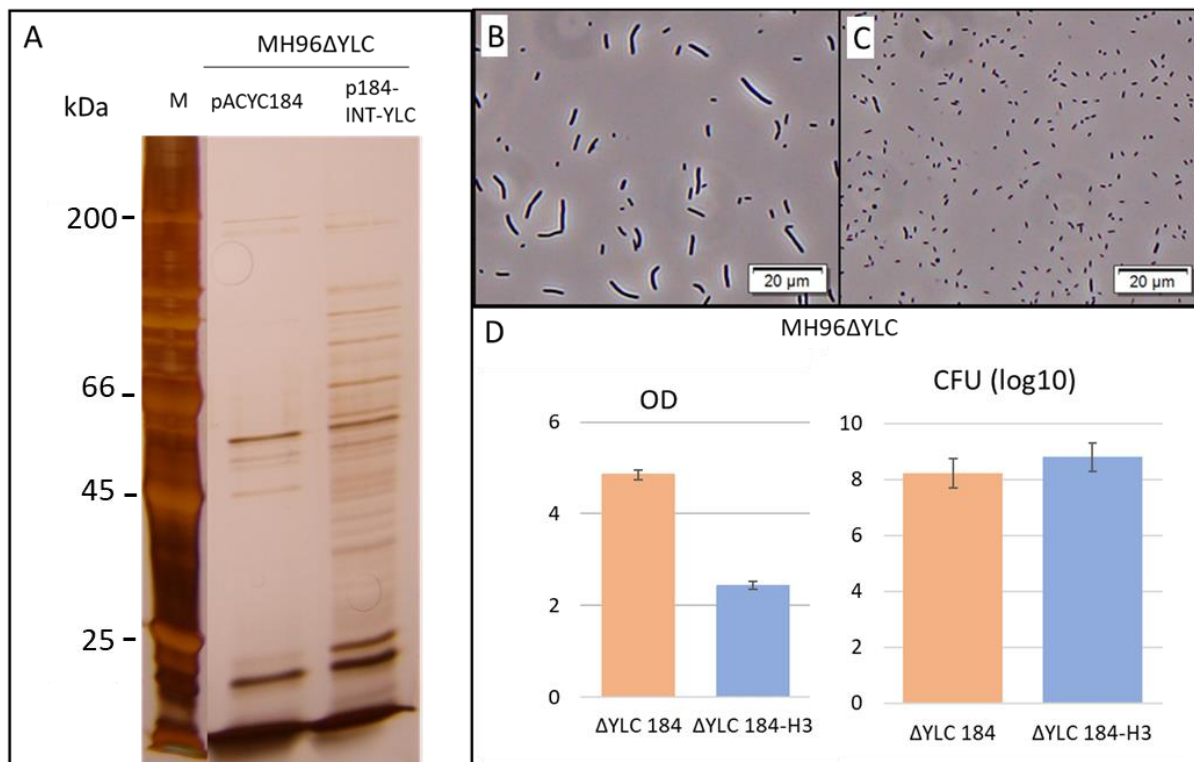 A
MH96ΔYLC
kDa
M
pACYC184
p184-
INT-YLC
200
66
45
25
B
20 µm
C
20 µm
D
MH96ΔYLC
OD
6
4
2
0
ΔYLC 184
ΔYLC 184-H3
CFU (log10)
10
8
6
4
2
0
ΔYLC 184
ΔYLC 184-H3